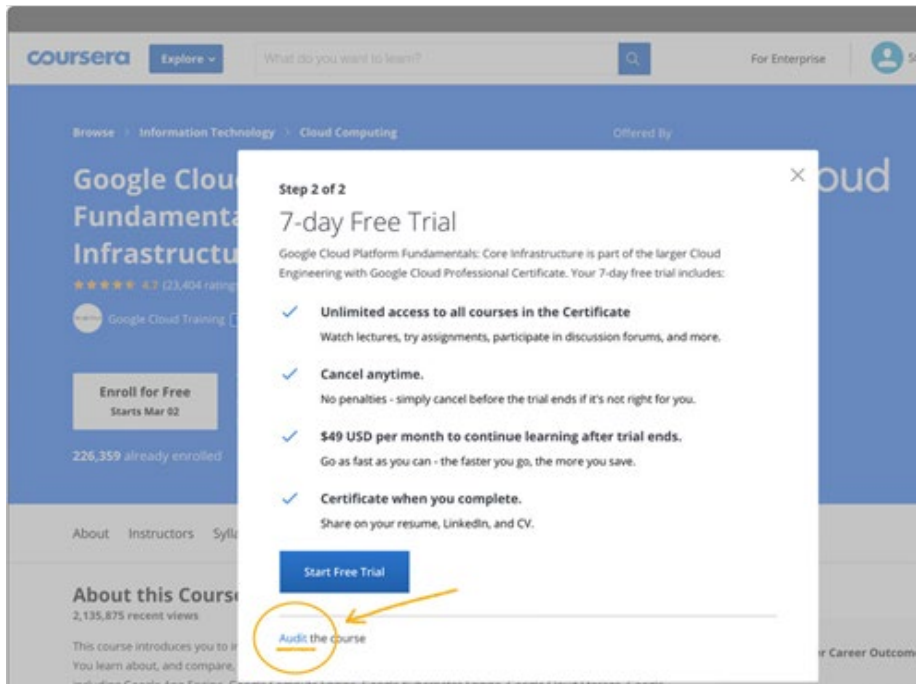 coursera
Explore
What do you want to learn?
For Enterprise
Browse > Information Technology > Cloud Computing
Offered By
Google Clou
Fundamenta
Infrastructu
oud
4.7 (23,404 rating
Google Cloud Training
Enroll for Free
Starts Mar 02
226,359 already enrolled
About Instructors Sylla
About this Course
2,135,875 recent views
This course introduces you to i
You learn about, and compare,
r Career Outcom
Step 2 of 2
7-day Free Trial
Google Cloud Platform Fundamentals: Core Infrastructure is part of the larger Cloud
Engineering with Google Cloud Professional Certificate. Your 7-day free trial includes:
Unlimited access to all courses in the Certificate
Watch lectures, try assignments, participate in discussion forums, and more.
Cancel anytime.
No penalties - simply cancel before the trial ends if it's not right for you.
$49 USD per month to continue learning after trial ends.
Go as fast as you can - the faster you go, the more you save.
Certificate when you complete.
Share on your resume, LinkedIn, and CV.
Start Free Trial
Audit the course